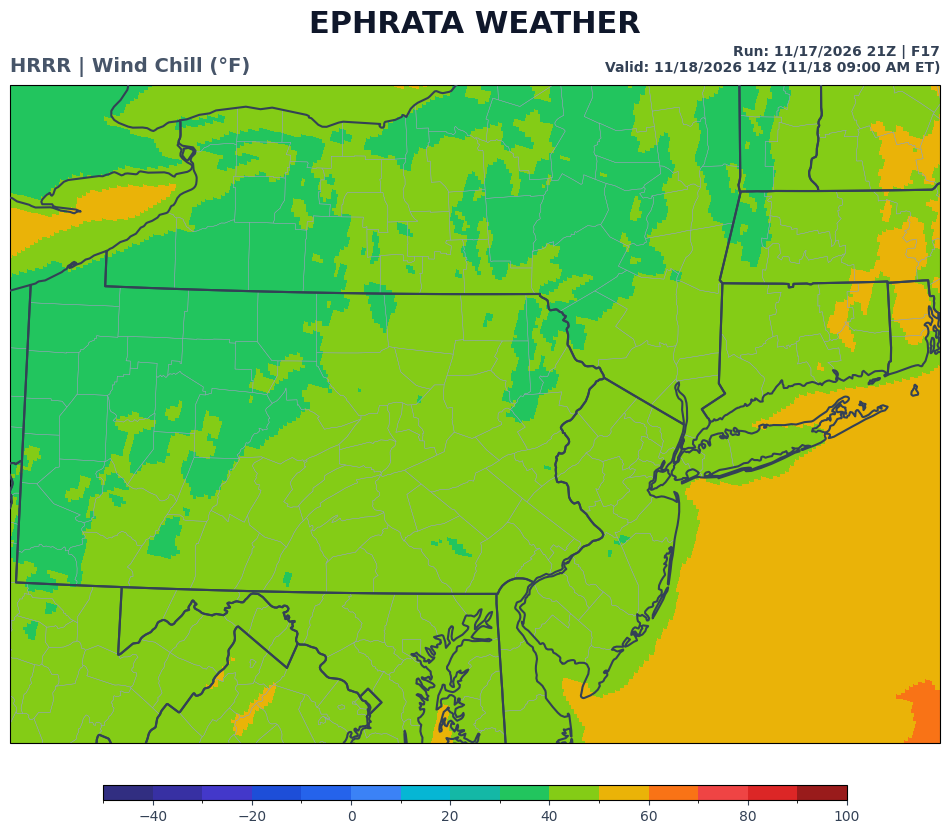 EPHRATA WEATHER
HRRR | Wind Chill (°F)
Run: 11/17/2026 21Z | F17
Valid: 11/18/2026 14Z (11/18 09:00 AM ET)
−40 −20 0 20 40 60 80 100